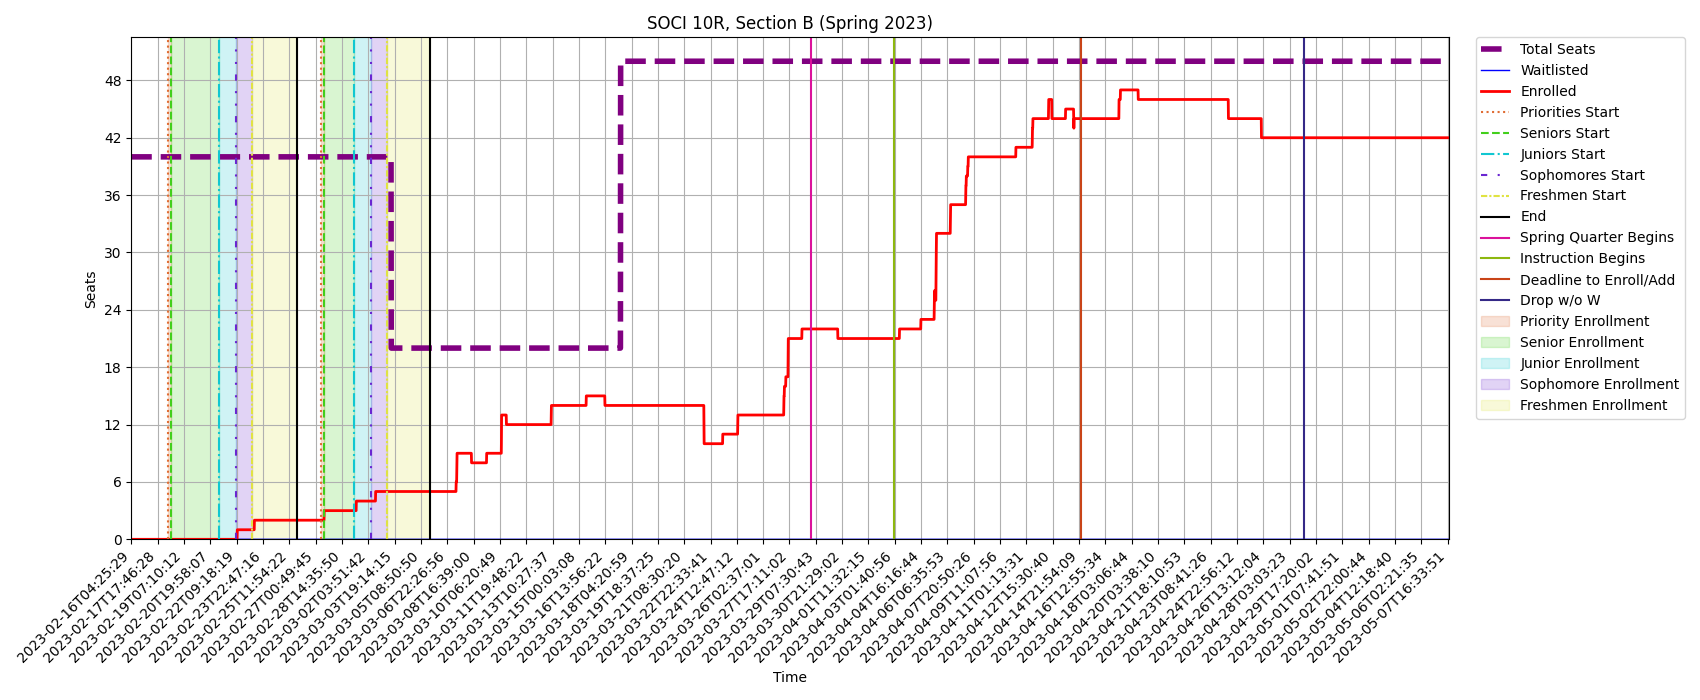 SOCI 10R, Section B (Spring 2023)
Seats
48
42
36
30
24
18
12
6
0
2023-02-16T04:25:29
2023-02-17T17:46:28
2023-02-19T07:10:12
2023-02-20T19:58:07
2023-02-22T09:18:19
2023-02-23T22:47:16
2023-02-25T11:54:22
2023-02-27T00:49:45
2023-02-28T14:35:50
2023-03-02T03:51:42
2023-03-03T19:14:15
2023-03-05T08:50:50
2023-03-06T22:26:56
2023-03-08T16:39:00
2023-03-10T06:20:49
2023-03-11T19:48:22
2023-03-13T10:27:37
2023-03-15T00:03:08
2023-03-16T13:56:22
2023-03-18T04:20:59
2023-03-19T18:37:25
2023-03-21T08:30:20
2023-03-22T22:33:41
2023-03-24T12:47:12
2023-03-26T02:37:01
2023-03-27T17:11:02
2023-03-29T07:30:43
2023-03-30T21:29:02
2023-04-01T11:32:15
2023-04-03T01:40:56
2023-04-04T16:16:44
2023-04-06T06:35:53
2023-04-07T20:50:26
2023-04-09T11:07:56
2023-04-11T01:13:31
2023-04-12T15:30:40
2023-04-14T21:54:09
2023-04-16T12:55:34
2023-04-18T03:06:44
2023-04-20T03:38:10
2023-04-21T18:10:53
2023-04-23T08:41:26
2023-04-24T22:56:12
2023-04-26T13:12:04
2023-04-28T03:03:23
2023-04-29T17:20:02
2023-05-01T07:41:51
2023-05-02T22:00:44
2023-05-04T12:18:40
2023-05-06T02:21:35
2023-05-07T16:33:51
Time
Total Seats
Waitlisted
Enrolled
Priorities Start
Seniors Start
Juniors Start
Sophomores Start
Freshmen Start
End
Spring Quarter Begins
Instruction Begins
Deadline to Enroll/Add
Drop w/o W
Priority Enrollment
Senior Enrollment
Junior Enrollment
Sophomore Enrollment
Freshmen Enrollment